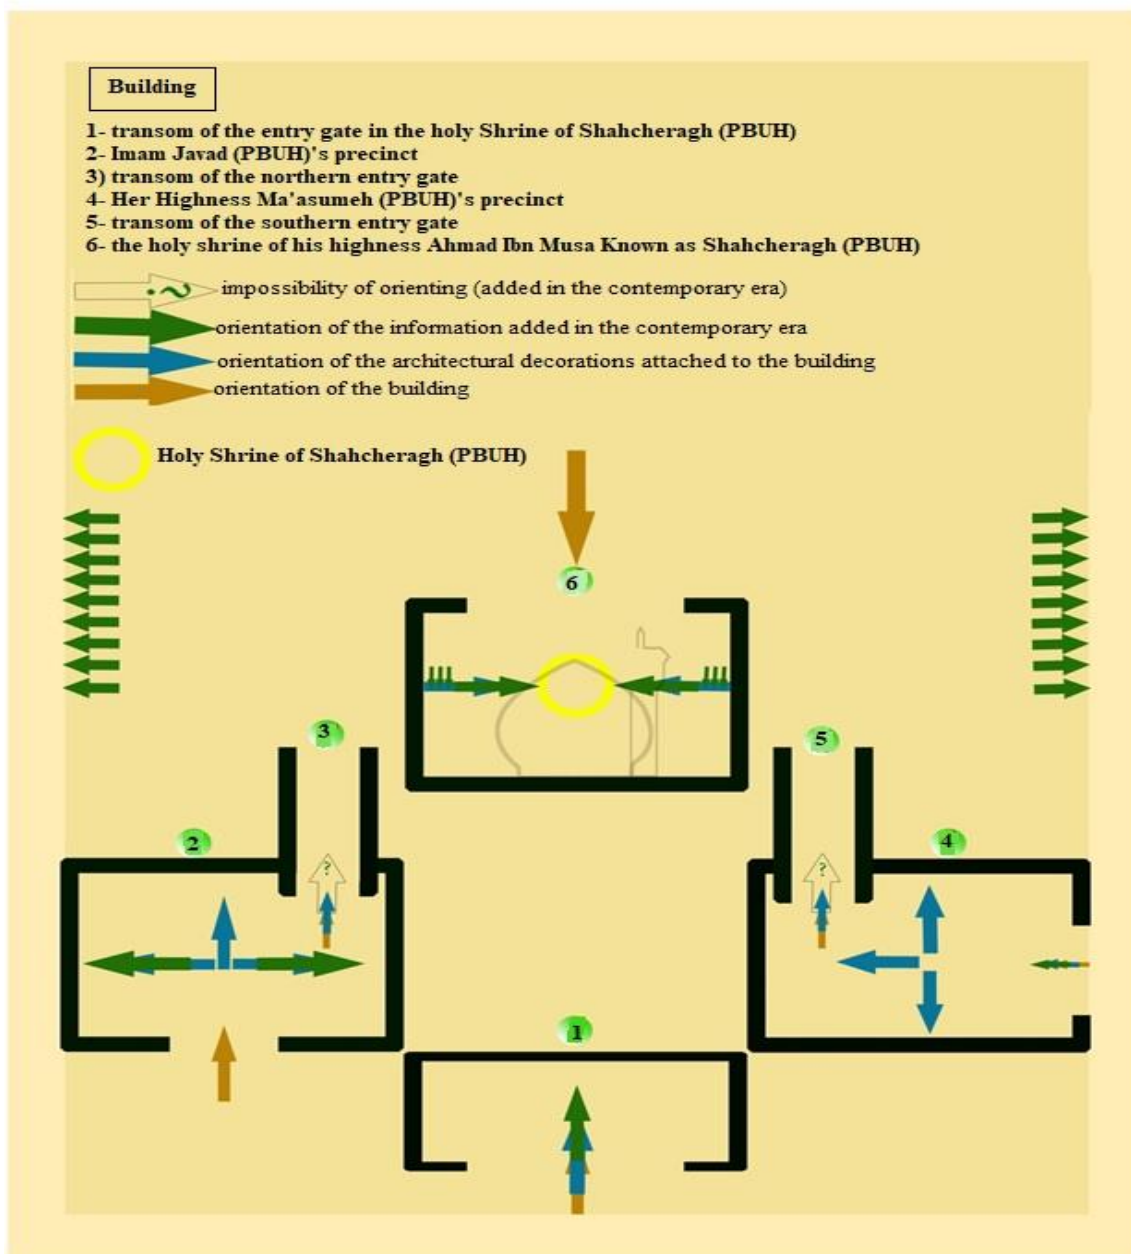 Building
1- transom of the entry gate in the holy Shrine of Shahcheragh (PBUH)
2- Imam Javad (PBUH)'s precinct
3) transom of the northern entry gate
4- Her Highness Ma'asumeh (PBUH)'s precinct
5- transom of the southern entry gate
6- the holy shrine of his highness Ahmad Ibn Musa Known as Shahcheragh (PBUH)
impossibility of orienting (added in the contemporary era)
orientation of the information added in the contemporary era
orientation of the architectural decorations attached to the building
orientation of the building
Holy Shrine of Shahcheragh (PBUH)
6
3
5
2
4
?
?
1